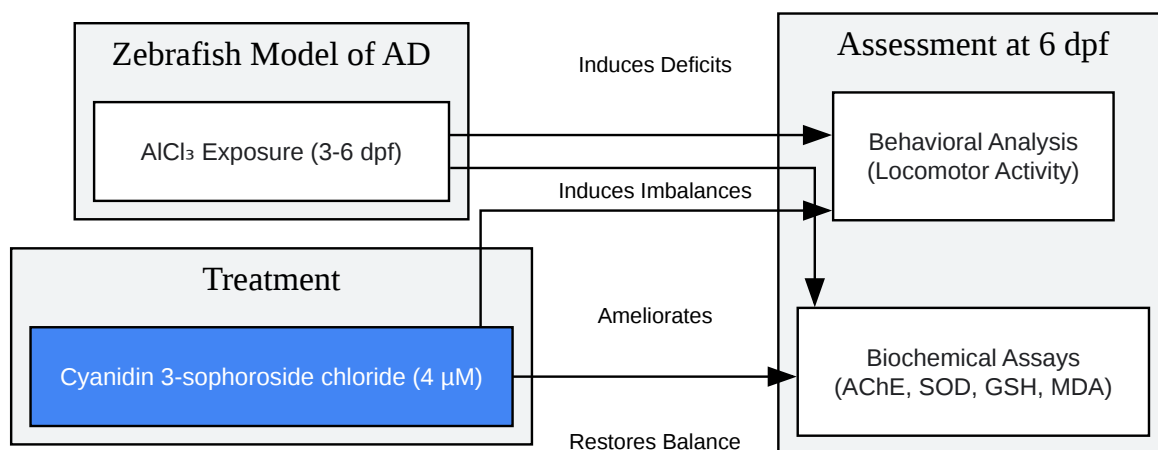 Zebrafish Model of AD
AlCl₃ Exposure (3-6 dpf)
Treatment
Cyanidin 3-sophoroside chloride (4 µM)
Induces Deficits
Induces Imbalances
Ameliorates
Restores Balance
Assessment at 6 dpf
Behavioral Analysis
(Locomotor Activity)
Biochemical Assays
(AChE, SOD, GSH, MDA)